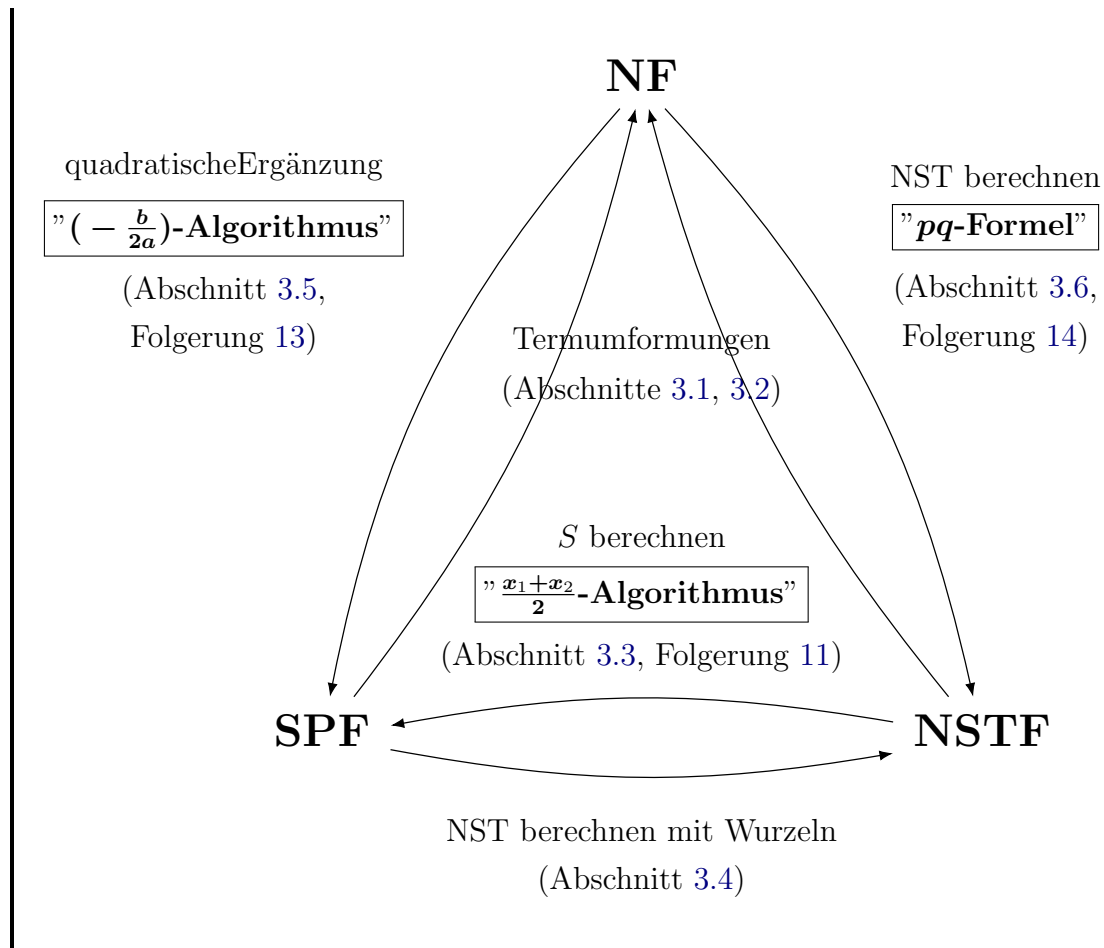 NF
quadratischeErgänzung
"(− b/2a)-Algorithmus"
(Abschnitt 3.5,
Folgerung 13)
NST berechnen
"pq-Formel"
(Abschnitt 3.6,
Folgerung 14)
Termumformungen
(Abschnitte 3.1, 3.2)
S berechnen
"x₁+x₂/2-Algorithmus"
(Abschnitt 3.3, Folgerung 11)
SPF
NSTF
NST berechnen mit Wurzeln
(Abschnitt 3.4)